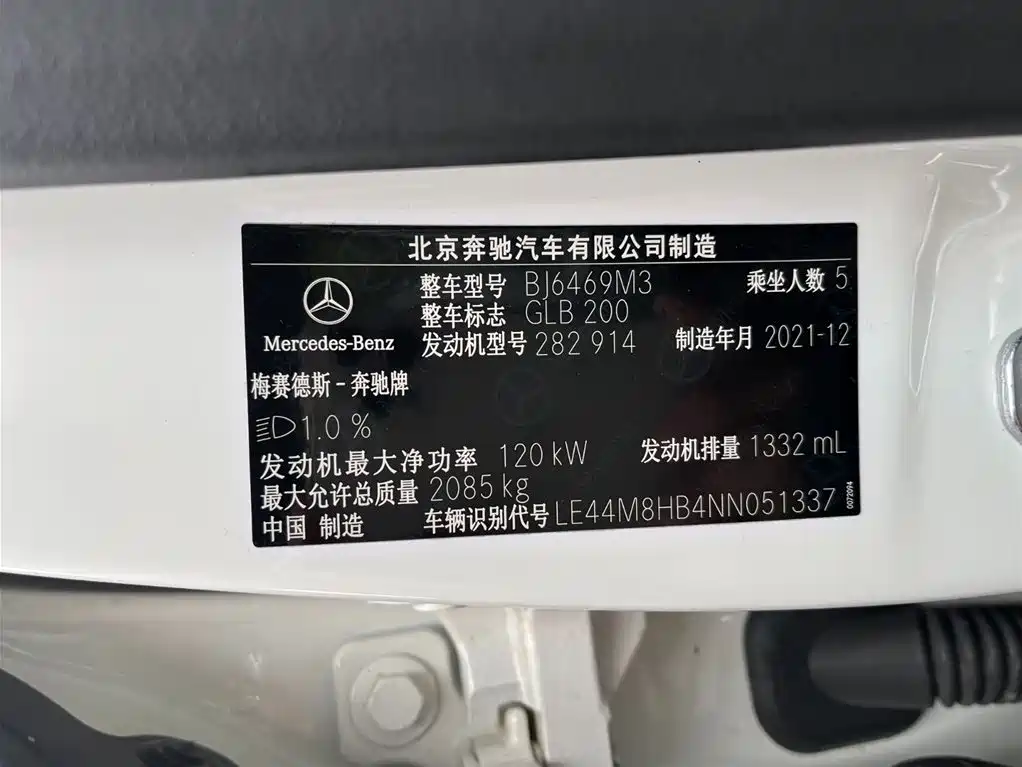 北京奔驰汽车有限公司制造
整车型号 BJ6469M3 乘坐人数 5
整车标志 GLB 200
Mercedes-Benz 发动机型号 282 914 制造年月 2021-12
梅赛德斯-奔驰牌
1.0 %
发动机最大净功率 120 kW 发动机排量 1332 mL
最大允许总质量 2085 kg
中国 制造 车辆识别代号 LE44M8HB4NN051337
0072094